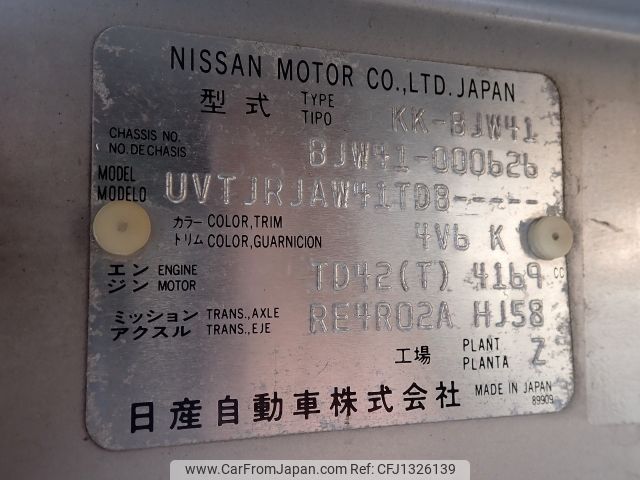 NISSAN MOTOR CO.,LTD. JAPAN
型式 TYPE TIPO KK-BJW41
CHASSIS NO. NO. DE CHASIS BJW41-000626
MODEL MODELO UVTJRJAW41TDB-----
カラー COLOR,TRIM
トリム COLOR,GUARNICION 4V6 K
エンジン ENGINE MOTOR TD42(T) 4169 CC
ミッション TRANS.,AXLE
アクスル TRANS.,EJE RE4R02A HJ58
工場 PLANT PLANTA Z
日産自動車株式会社 MADE IN JAPAN
89909
www.CarFromJapan.com - CFJ1326139